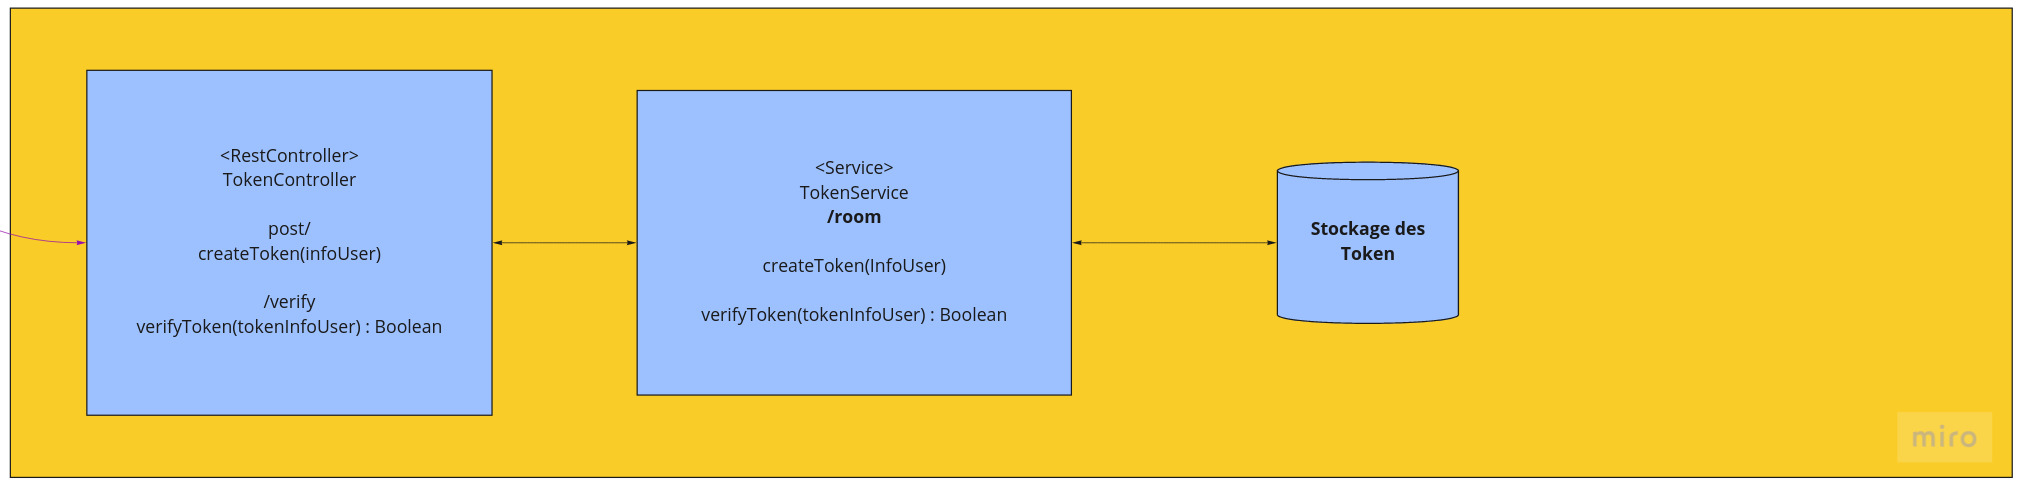 <RestController>
TokenController
post/
createToken(infoUser)
/verify
verifyToken(tokenInfoUser) : Boolean
<Service>
TokenService
/room
createToken(InfoUser)
verifyToken(tokenInfoUser) : Boolean
Stockage des
Token
miro